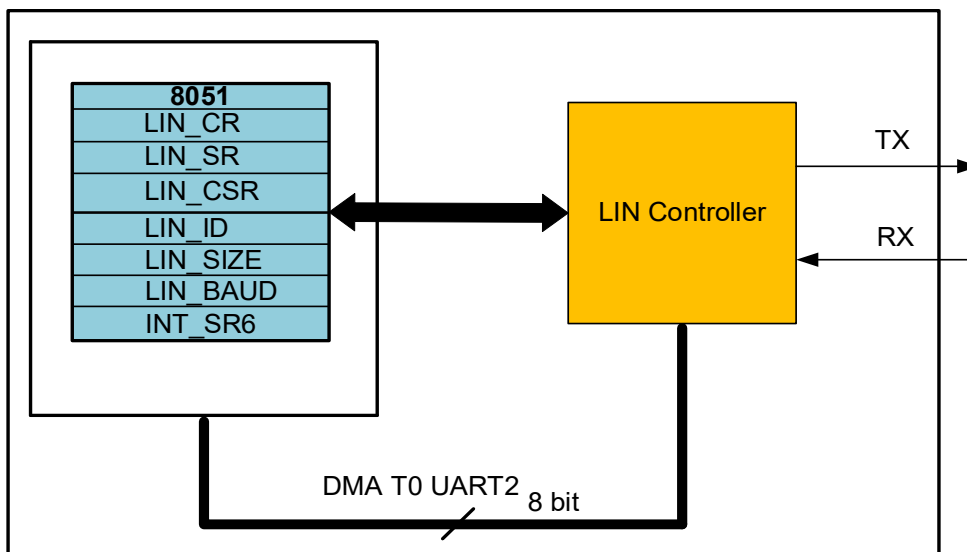 8051
LIN_CR
LIN_SR
LIN_CSR
LIN_ID
LIN_SIZE
LIN_BAUD
INT_SR6
LIN Controller
TX
RX
DMA T0 UART2
8 bit